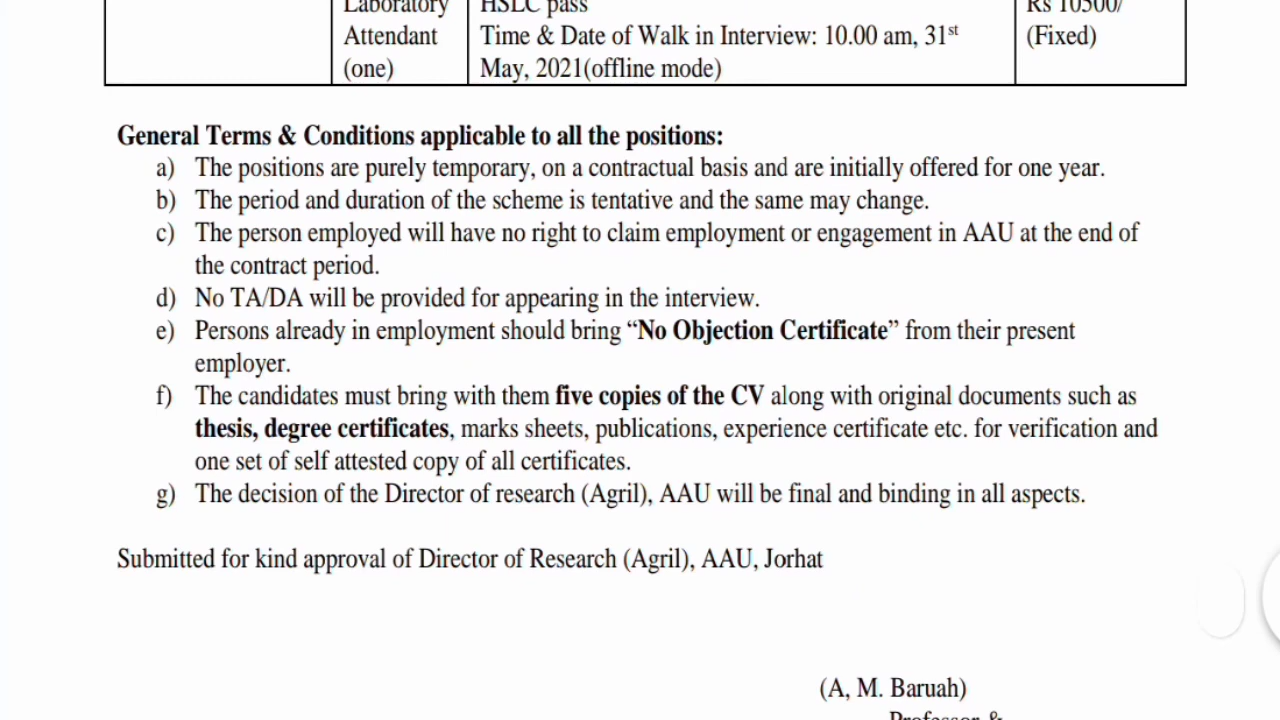 Laboratory HSLC pass Rs 10500/
Attendant Time & Date of Walk in Interview: 10.00 am, 31st (Fixed)
(one) May, 2021(offline mode)
General Terms & Conditions applicable to all the positions:
a) The positions are purely temporary, on a contractual basis and are initially offered for one year.
b) The period and duration of the scheme is tentative and the same may change.
c) The person employed will have no right to claim employment or engagement in AAU at the end of
the contract period.
d) No TA/DA will be provided for appearing in the interview.
e) Persons already in employment should bring “No Objection Certificate” from their present
employer.
f) The candidates must bring with them five copies of the CV along with original documents such as
thesis, degree certificates, marks sheets, publications, experience certificate etc. for verification and
one set of self attested copy of all certificates.
g) The decision of the Director of research (Agril), AAU will be final and binding in all aspects.
Submitted for kind approval of Director of Research (Agril), AAU, Jorhat
(A, M. Baruah)
Professor &